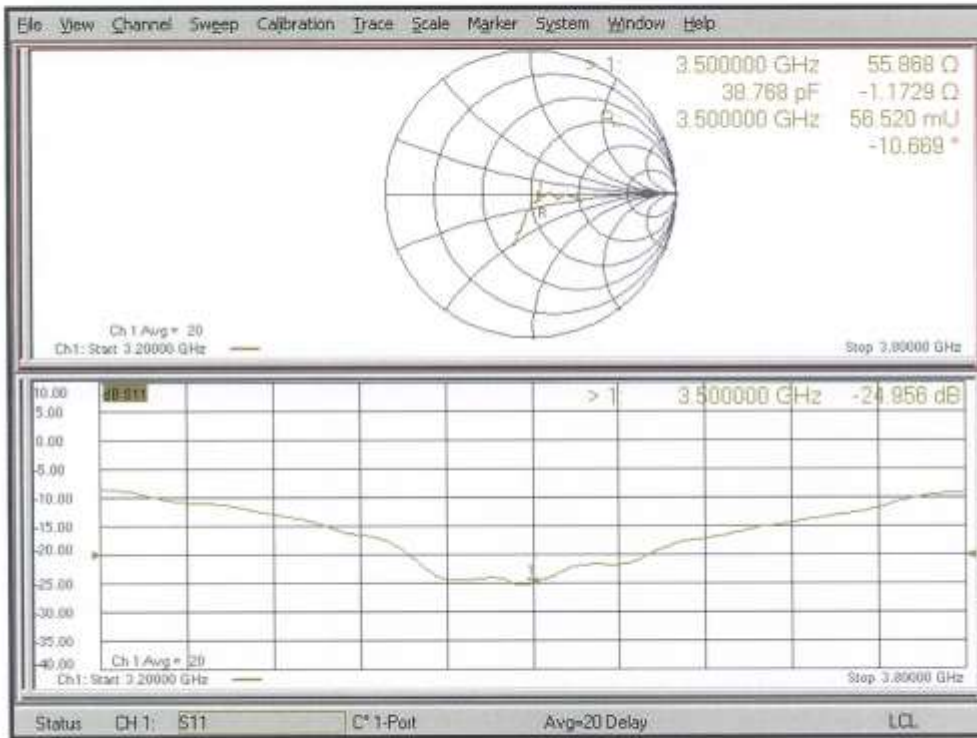 File View Channel Sweep Calibration Trace Scale Marker System Window Help
> 1: 3.500000 GHz 55.868 Ω
38.768 pF -1.1729 Ω
3.500000 GHz 56.520 mU
-10.669 °
R
Ch 1 Avg = 20
Ch1: Start 3.20000 GHz
Stop 3.80000 GHz
10.00
dB S11
> 1: 3.500000 GHz -24.956 dB
5.00
0.00
-5.00
-10.00
-15.00
-20.00
-25.00
-30.00
-35.00
-40.00
Ch 1 Avg = 20
Ch1: Start 3.20000 GHz
Stop 3.80000 GHz
Status CH 1: S11 C* 1-Port Avg=20 Delay LCL